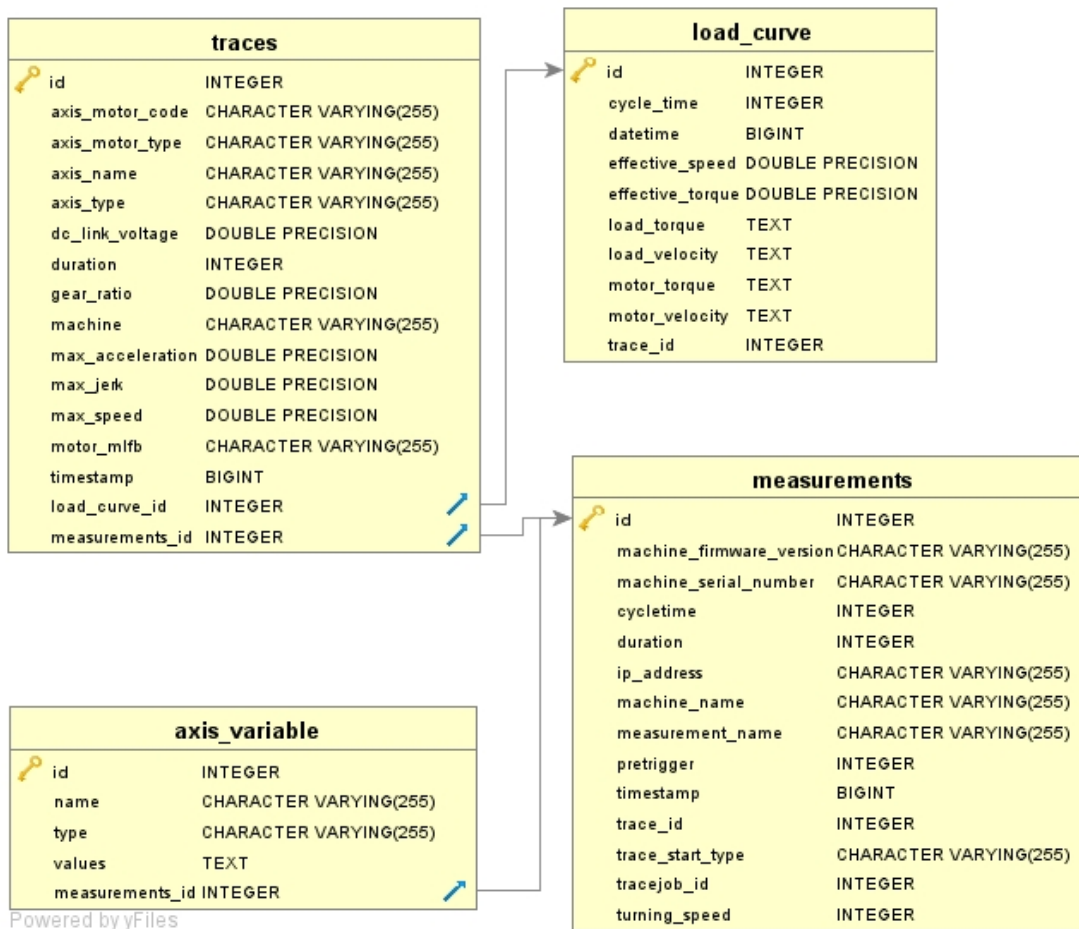 traces
id INTEGER
axis_motor_code CHARACTER VARYING(255)
axis_motor_type CHARACTER VARYING(255)
axis_name CHARACTER VARYING(255)
axis_type CHARACTER VARYING(255)
dc_link_voltage DOUBLE PRECISION
duration INTEGER
gear_ratio DOUBLE PRECISION
machine CHARACTER VARYING(255)
max_acceleration DOUBLE PRECISION
max_jerk DOUBLE PRECISION
max_speed DOUBLE PRECISION
motor_mlfb CHARACTER VARYING(255)
timestamp BIGINT
load_curve_id INTEGER
measurements_id INTEGER
load_curve
id INTEGER
cycle_time INTEGER
datetime BIGINT
effective_speed DOUBLE PRECISION
effective_torque DOUBLE PRECISION
load_torque TEXT
load_velocity TEXT
motor_torque TEXT
motor_velocity TEXT
trace_id INTEGER
measurements
id INTEGER
machine_firmware_version CHARACTER VARYING(255)
machine_serial_number CHARACTER VARYING(255)
cycletime INTEGER
duration INTEGER
ip_address CHARACTER VARYING(255)
machine_name CHARACTER VARYING(255)
measurement_name CHARACTER VARYING(255)
pretrigger INTEGER
timestamp BIGINT
trace_id INTEGER
trace_start_type CHARACTER VARYING(255)
tracejob_id INTEGER
turning_speed INTEGER
axis_variable
id INTEGER
name CHARACTER VARYING(255)
type CHARACTER VARYING(255)
values TEXT
measurements_id INTEGER
Powered by yFiles